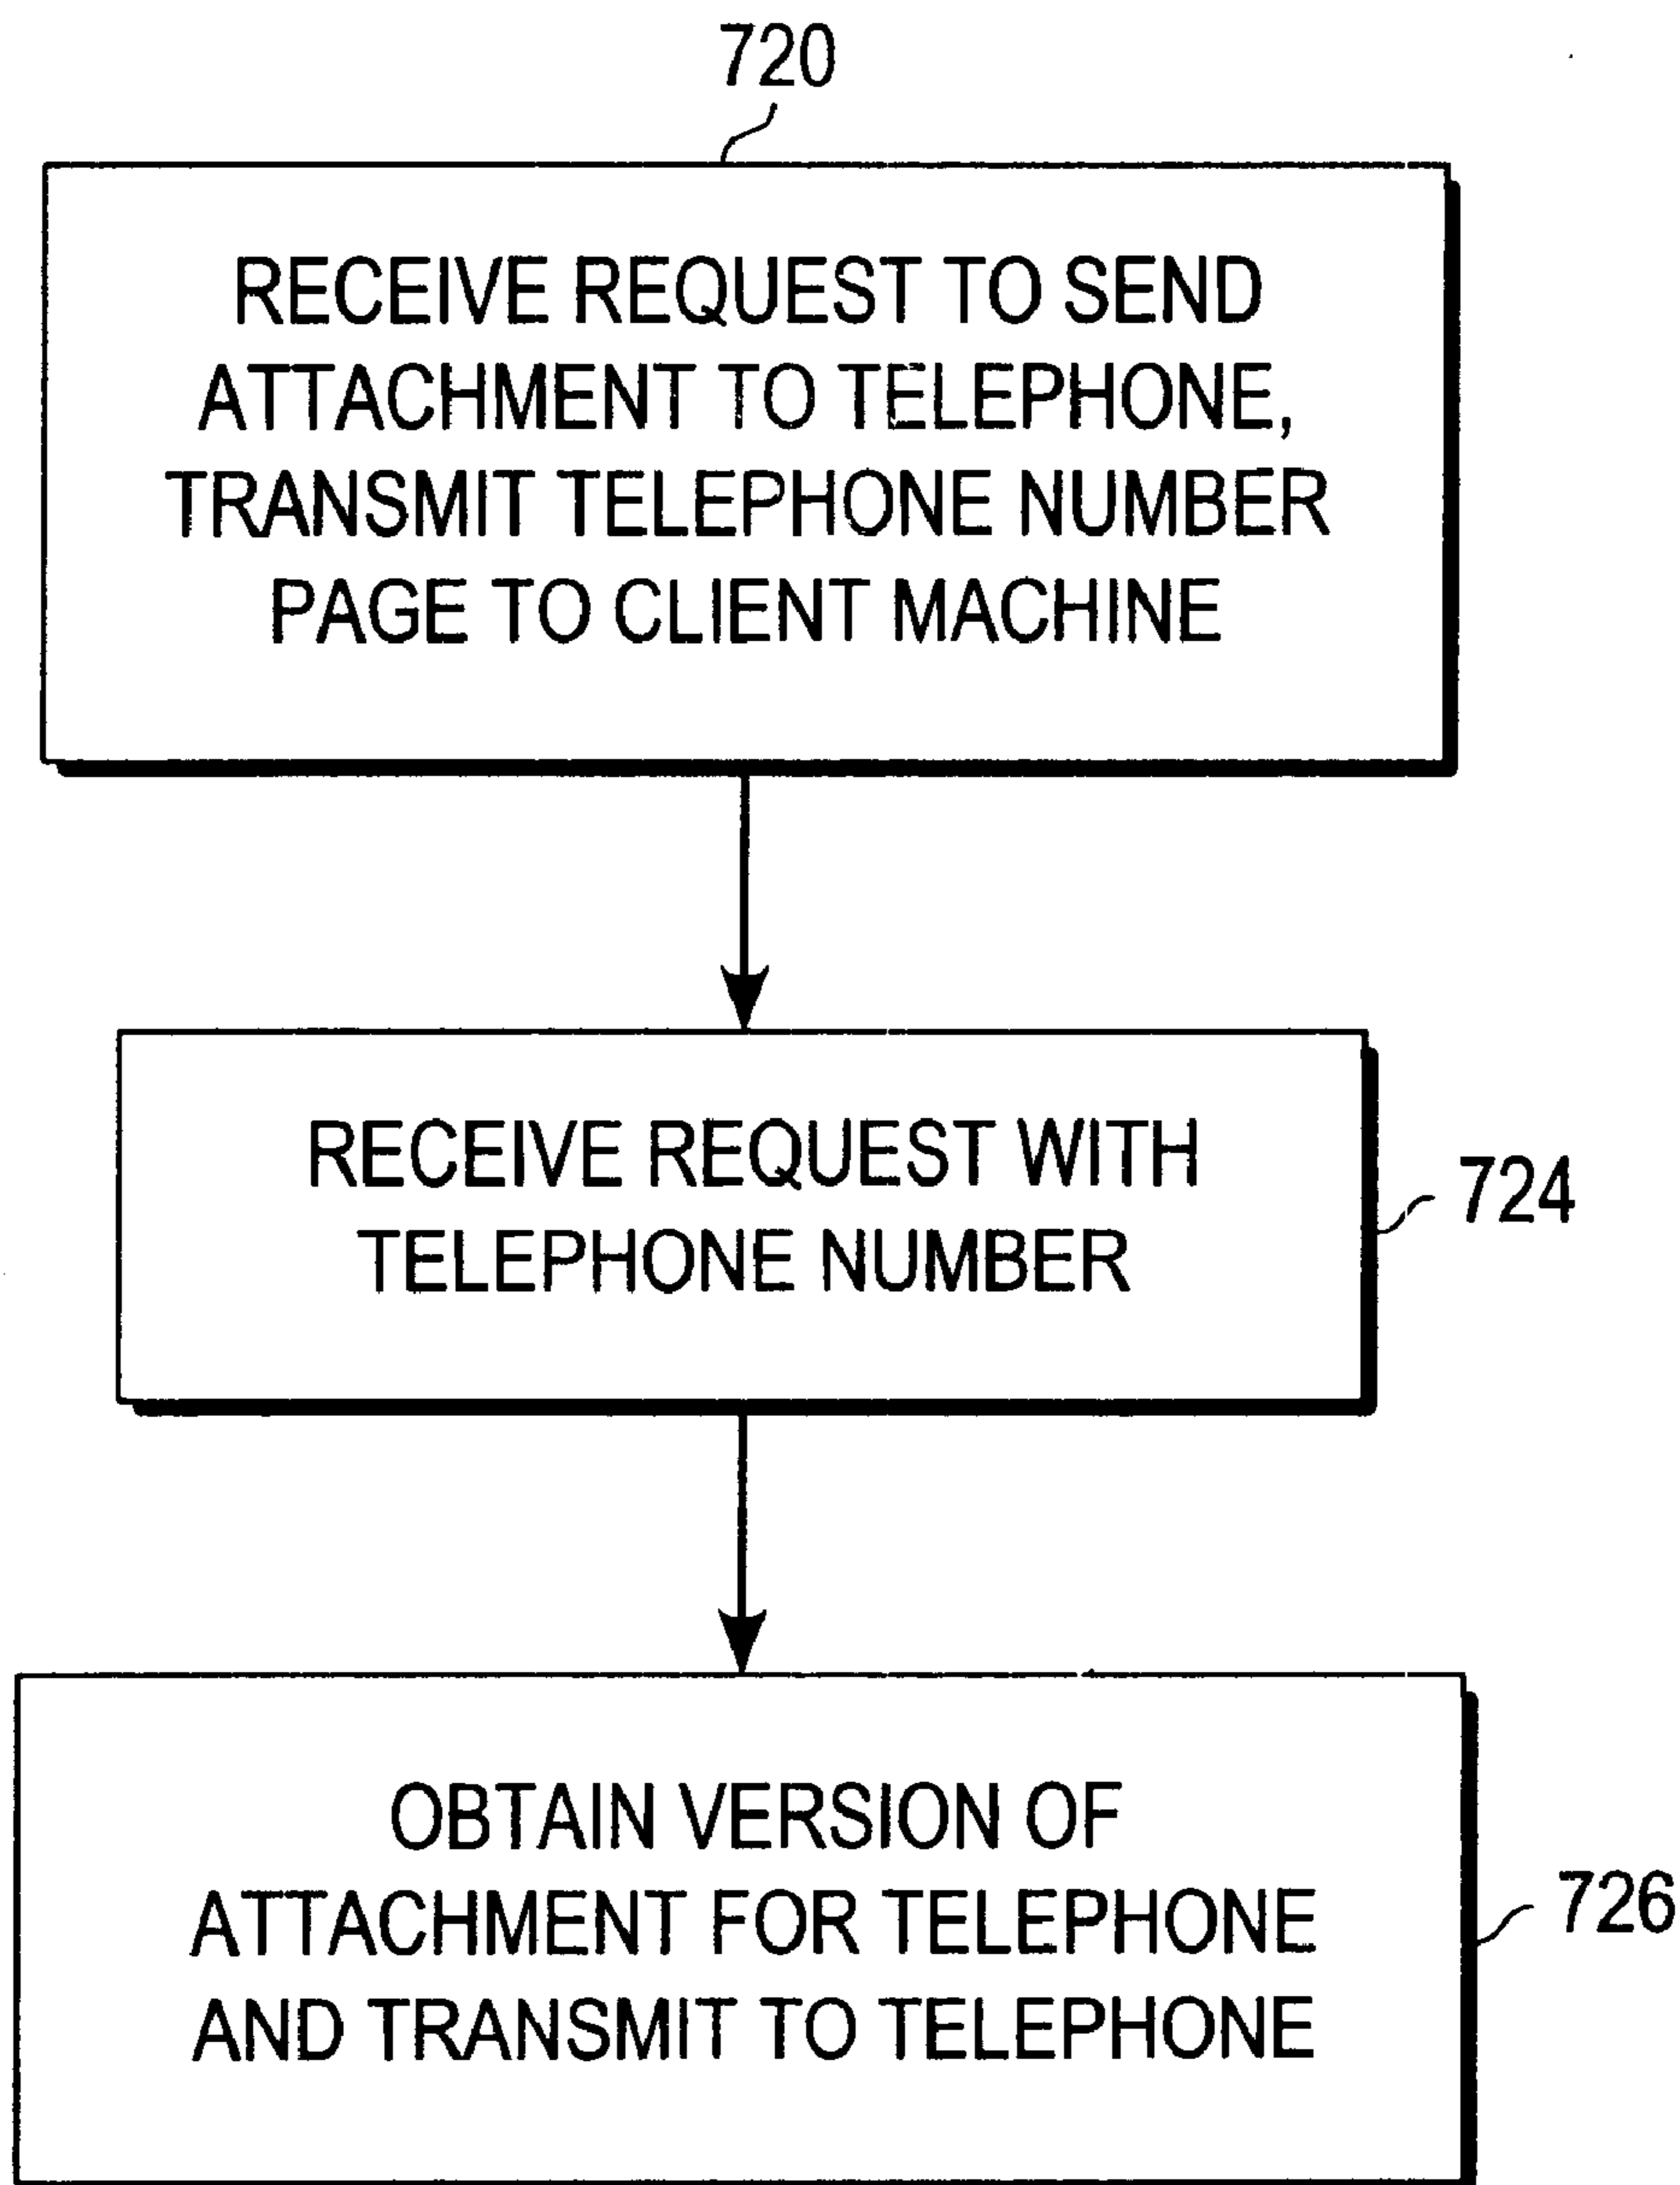 720
RECEIVE REQUEST TO SEND
ATTACHMENT TO TELEPHONE,
TRANSMIT TELEPHONE NUMBER
PAGE TO CLIENT MACHINE
RECEIVE REQUEST WITH
TELEPHONE NUMBER
724
OBTAIN VERSION OF
ATTACHMENT FOR TELEPHONE
AND TRANSMIT TO TELEPHONE
726